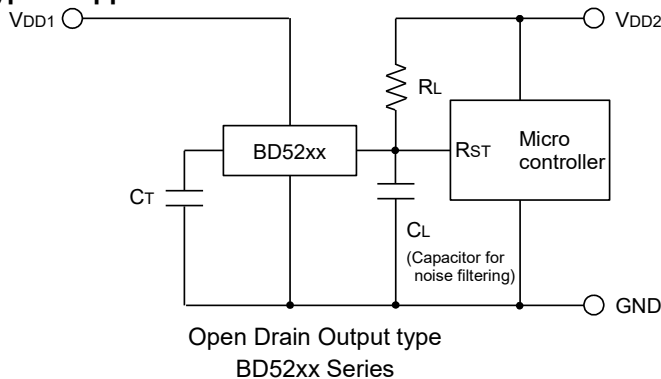 VDD1
VDD2
RL
BD52xx
RST
Micro
controller
CT
CL
(Capacitor for
noise filtering)
GND
Open Drain Output type
BD52xx Series